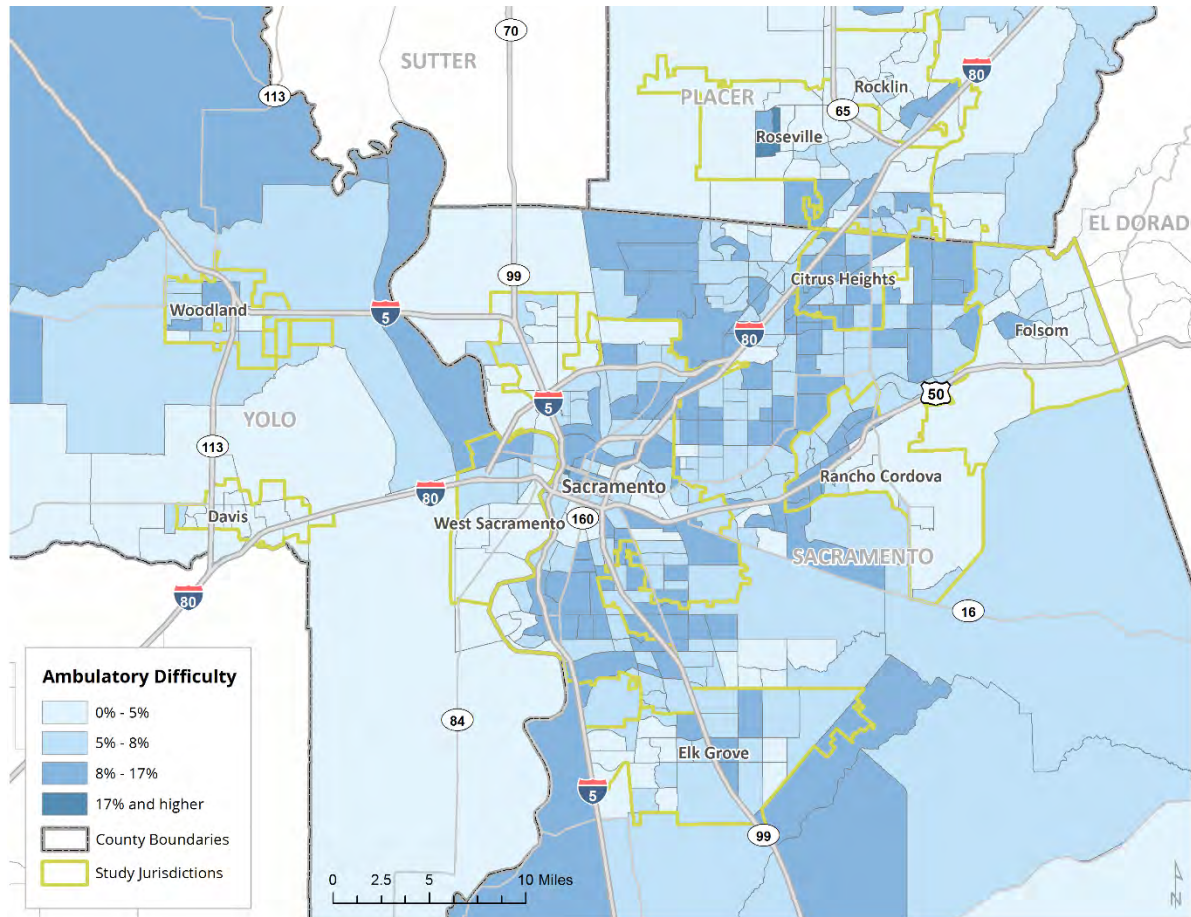 70
SUTTER
113
80
Rocklin
PLACER
65
Roseville
EL DORAD
99
Citrus Heights
Woodland
5
80
Folsom
50
5
YOLO
113
Rancho Cordova
Sacramento
80
Davis
West Sacramento
160
SACRAMENTO
80
16
Ambulatory Difficulty
0% - 5%
5% - 8%
8% - 17%
17% and higher
County Boundaries
Study Jurisdictions
84
Elk Grove
5
99
0 2.5 5 10 Miles
N